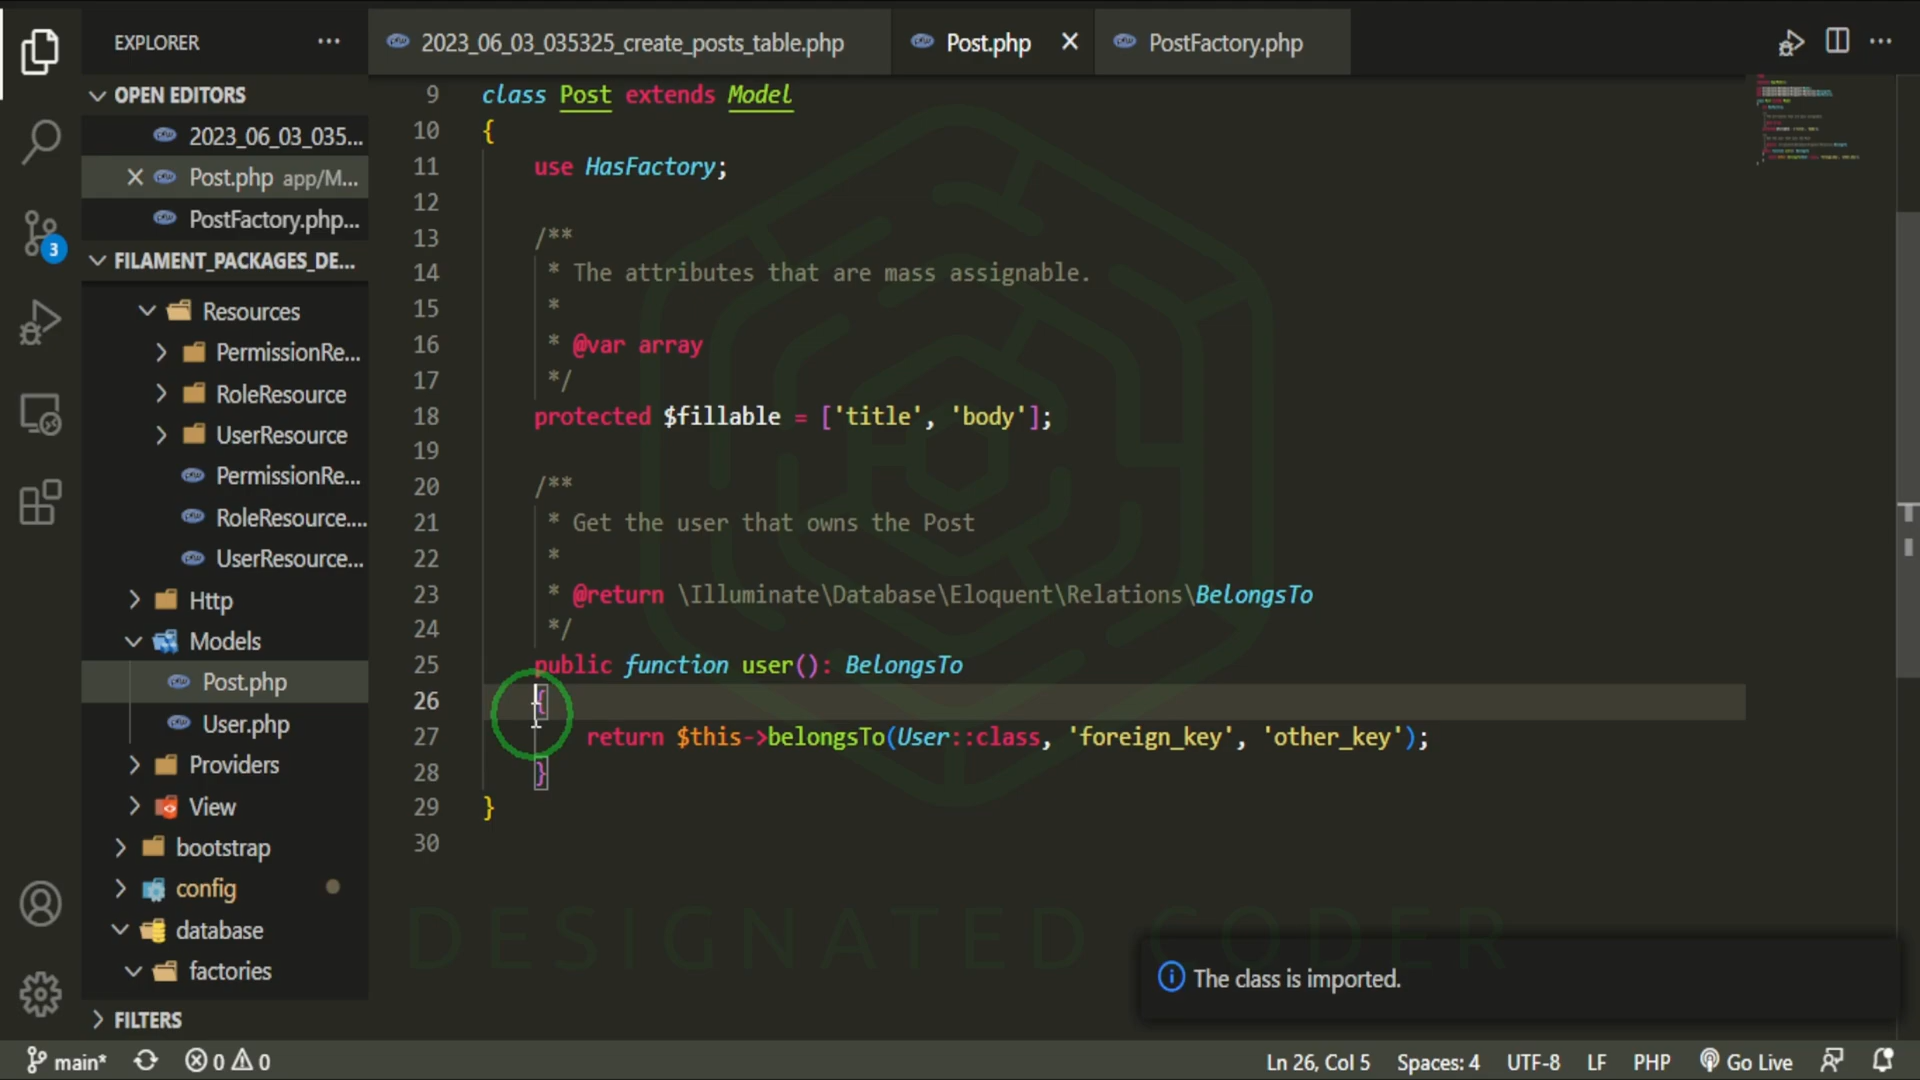 EXPLORER
2023_06_03_035325_create_posts_table.php
Post.php
PostFactory.php
OPEN EDITORS
2023_06_03_035...
Post.php app/M...
PostFactory.php...
FILAMENT_PACKAGES_DE...
Resources
PermissionRe...
RoleResource
UserResource
PermissionRe...
RoleResource....
UserResource...
Http
Models
Post.php
User.php
Providers
View
bootstrap
config
database
factories
FILTERS
3
9 class Post extends Model
10 {
11 use HasFactory;
12
13 /**
14 * The attributes that are mass assignable.
15 *
16 * @var array
17 */
18 protected $fillable = ['title', 'body'];
19
20 /**
21 * Get the user that owns the Post
22 *
23 * @return \Illuminate\Database\Eloquent\Relations\BelongsTo
24 */
25 public function user(): BelongsTo
26 {
27 return $this->belongsTo(User::class, 'foreign_key', 'other_key');
28 }
29 }
30
DESIGNATED CODER
The class is imported.
main* 0 0 Ln 26, Col 5 Spaces: 4 UTF-8 LF PHP Go Live